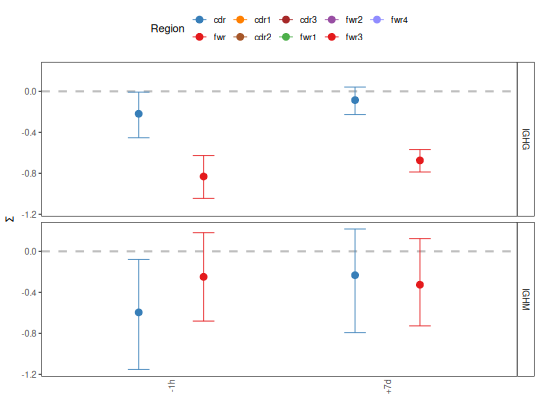 Region cdr cdr1 cdr3 fwr2 fwr4
fwr cdr2 fwr1 fwr3
0.0
-0.4
-0.8
-1.2
IGHG
Σ
0.0
-0.4
-0.8
-1.2
IGHM
-1h
+7d